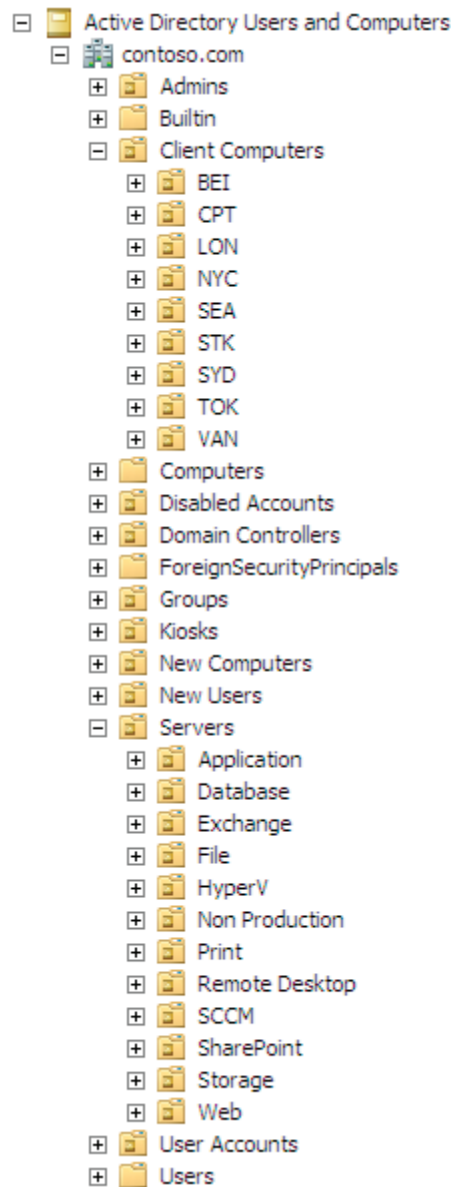 Active Directory Users and Computers
contoso.com
Admins
Builtin
Client Computers
BEI
CPT
LON
NYC
SEA
STK
SYD
TOK
VAN
Computers
Disabled Accounts
Domain Controllers
ForeignSecurityPrincipals
Groups
Kiosks
New Computers
New Users
Servers
Application
Database
Exchange
File
HyperV
Non Production
Print
Remote Desktop
SCCM
SharePoint
Storage
Web
User Accounts
Users